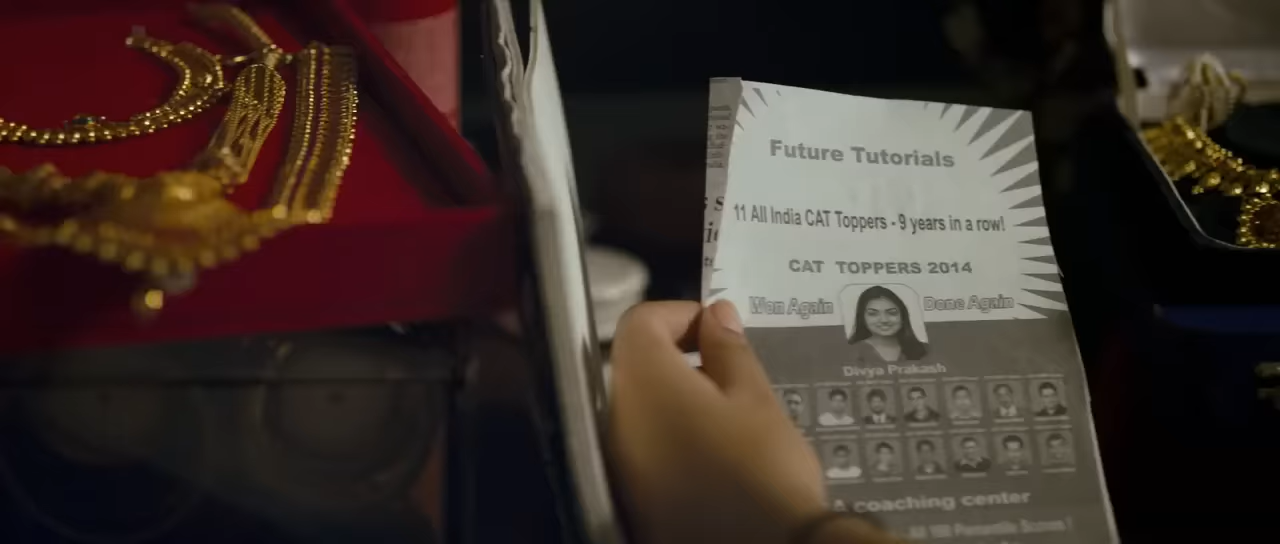 Future Tutorials
11 All India CAT Toppers - 9 years in a row!
CAT TOPPERS 2014
Won Again Done Again
Divya Prakash
A coaching center